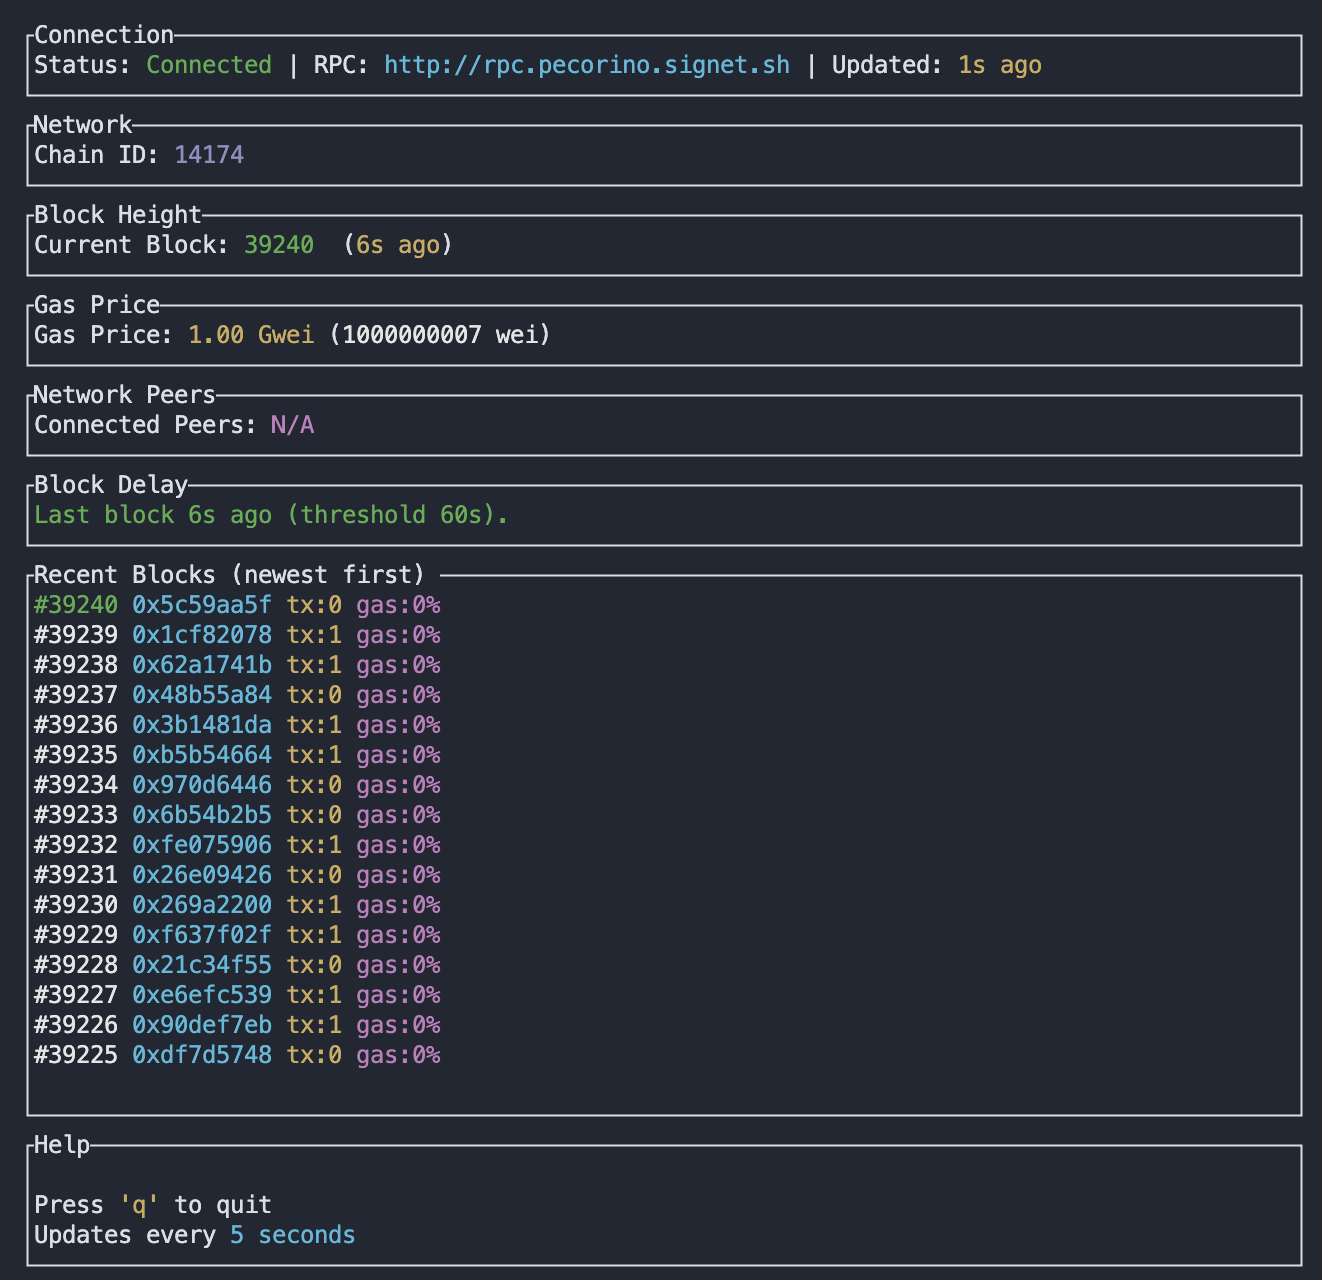 Connection
Status: Connected | RPC: http://rpc.pecorino.signet.sh | Updated: 1s ago
Network
Chain ID: 14174
Block Height
Current Block: 39240  (6s ago)
Gas Price
Gas Price: 1.00 Gwei (1000000007 wei)
Network Peers
Connected Peers: N/A
Block Delay
Last block 6s ago (threshold 60s).
Recent Blocks (newest first)
#39240 0x5c59aa5f tx:0 gas:0%
#39239 0x1cf82078 tx:1 gas:0%
#39238 0x62a1741b tx:1 gas:0%
#39237 0x48b55a84 tx:0 gas:0%
#39236 0x3b1481da tx:1 gas:0%
#39235 0xb5b54664 tx:1 gas:0%
#39234 0x970d6446 tx:0 gas:0%
#39233 0x6b54b2b5 tx:0 gas:0%
#39232 0xfe075906 tx:1 gas:0%
#39231 0x26e09426 tx:0 gas:0%
#39230 0x269a2200 tx:1 gas:0%
#39229 0xf637f02f tx:1 gas:0%
#39228 0x21c34f55 tx:0 gas:0%
#39227 0xe6efc539 tx:1 gas:0%
#39226 0x90def7eb tx:1 gas:0%
#39225 0xdf7d5748 tx:0 gas:0%
Help
Press 'q' to quit
Updates every 5 seconds